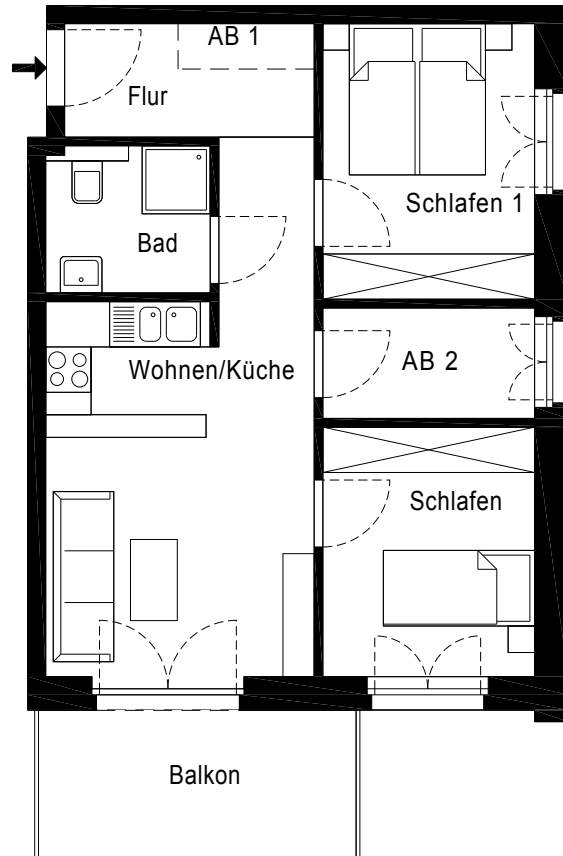 AB 1
Flur
Schlafen 1
Bad
Wohnen/Küche
AB 2
Schlafen
Balkon